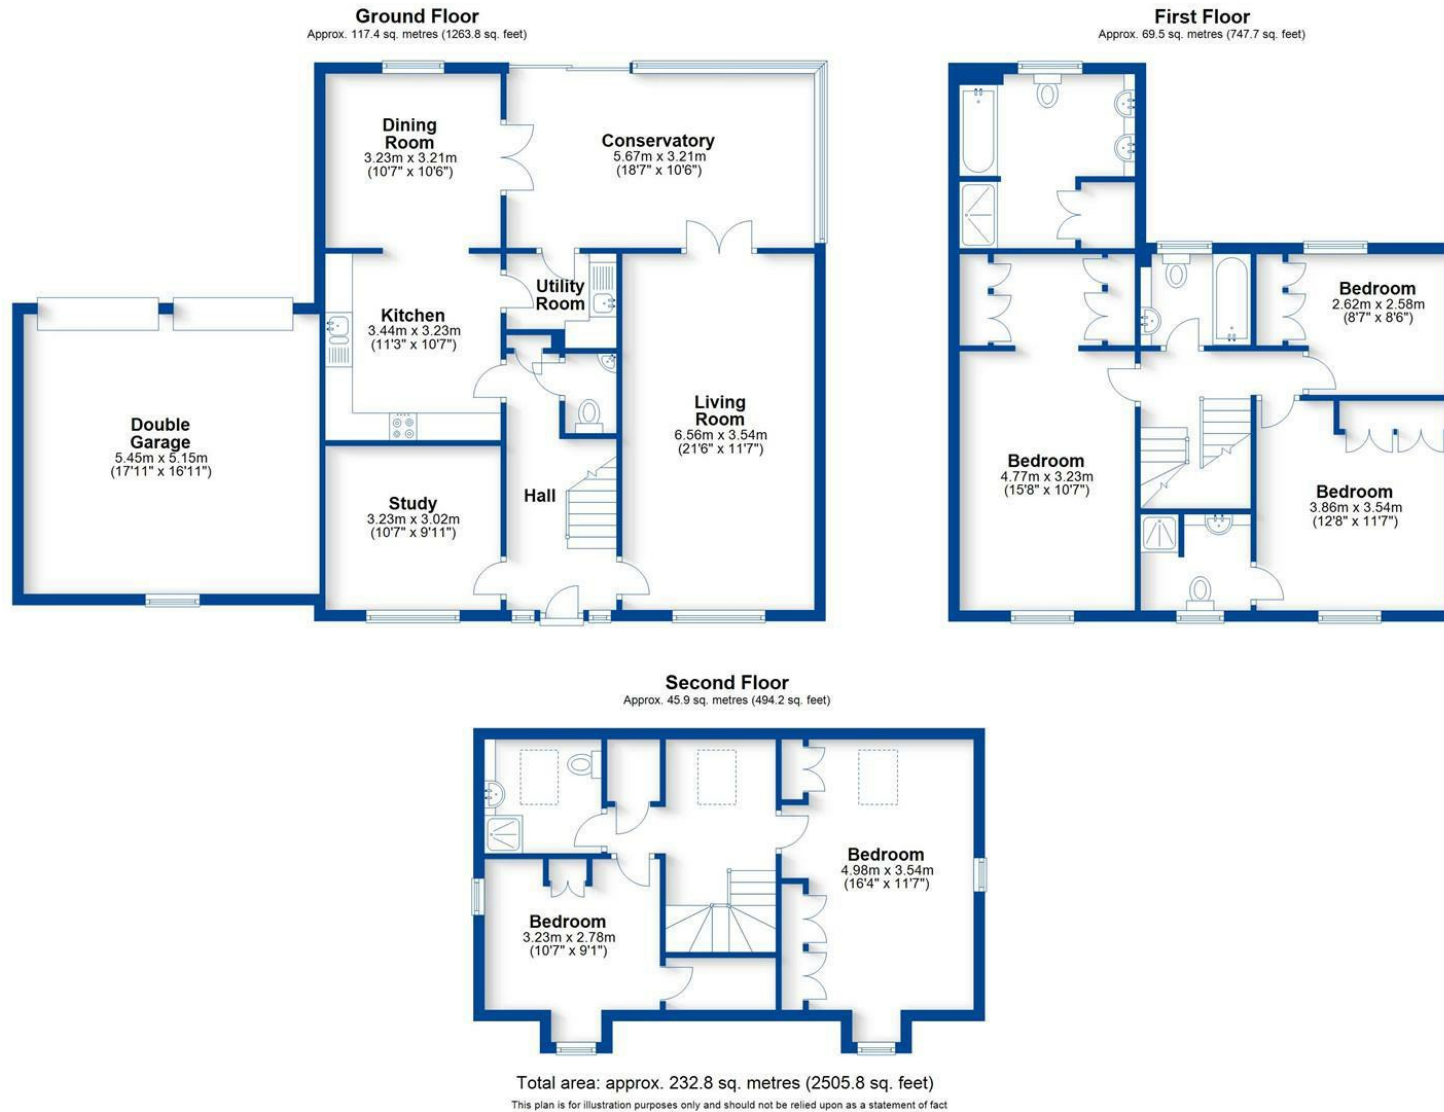 Ground Floor
Approx. 117.4 sq. metres (1263.8 sq. feet)
Dining
Room
3.23m x 3.21m
(10'7" x 10'6")
Conservatory
5.67m x 3.21m
(18'7" x 10'6")
Utility
Room
Kitchen
3.44m x 3.23m
(11'3" x 10'7")
Double
Garage
5.45m x 5.15m
(17'11" x 16'11")
Living
Room
6.56m x 3.54m
(21'6" x 11'7")
Hall
Study
3.23m x 3.02m
(10'7" x 9'11")
First Floor
Approx. 69.5 sq. metres (747.7 sq. feet)
Bedroom
2.62m x 2.58m
(8'7" x 8'6")
Bedroom
4.77m x 3.23m
(15'8" x 10'7")
Bedroom
3.86m x 3.54m
(12'8" x 11'7")
Second Floor
Approx. 45.9 sq. metres (494.2 sq. feet)
Bedroom
4.98m x 3.54m
(16'4" x 11'7")
Bedroom
3.23m x 2.78m
(10'7" x 9'1")
Total area: approx. 232.8 sq. metres (2505.8 sq. feet)
This plan is for illustration purposes only and should not be relied upon as a statement of fact